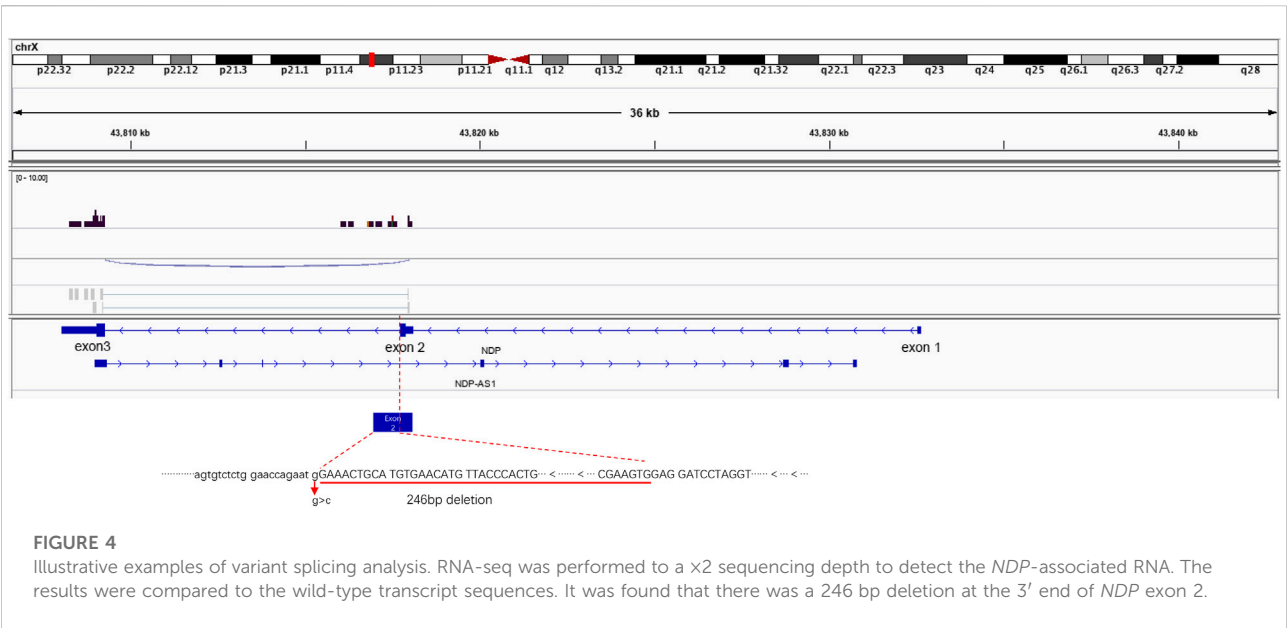 chrX
p22.32 p22.2 p22.12 p21.3 p21.1 p11.4 p11.23 p11.21 q11.1 q12 q13.2 q21.1 q21.2 q21.32 q22.1 q22.3 q23 q24 q25 q26.1 q26.3 q27.2 q28
36 kb
43,810 kb 43,820 kb 43,830 kb 43,840 kb
[0 - 10.00]
exon3 exon 2 NDP exon 1
NDP-AS1
Exon
2
············agtgtctctg gaaccagaat gGAAACTGCA TGTGAACATG TTACCCACTG··· < ······ < ··· CGAAGTGGAG GATCCTAGGT······ < ··· < ···
g>c 246bp deletion
FIGURE 4
Illustrative examples of variant splicing analysis. RNA-seq was performed to a ×2 sequencing depth to detect the NDP-associated RNA. The
results were compared to the wild-type transcript sequences. It was found that there was a 246 bp deletion at the 3′ end of NDP exon 2.